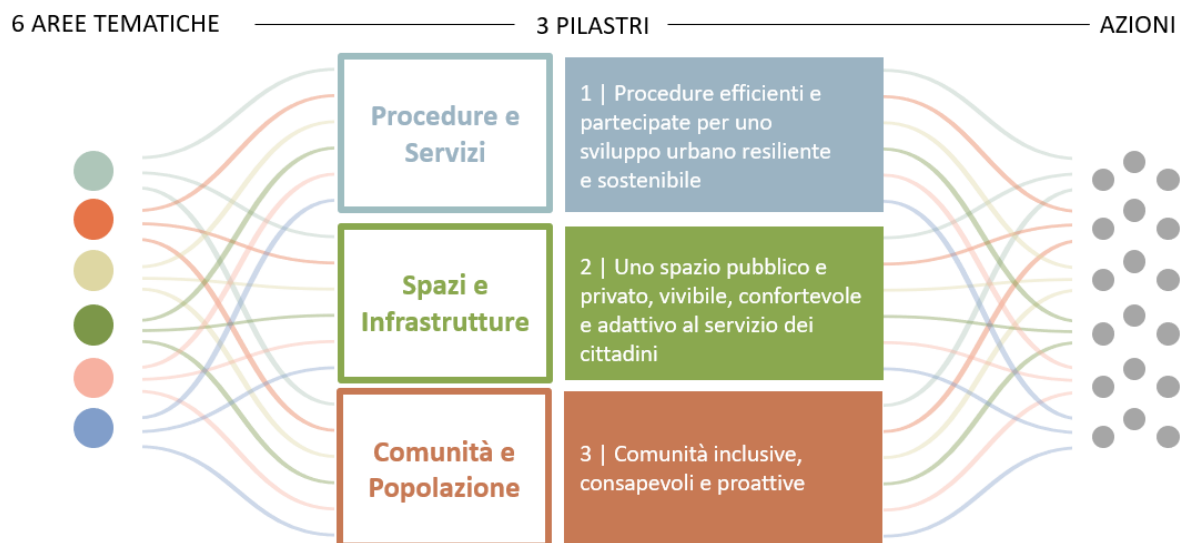 6 AREE TEMATICHE
3 PILASTRI
AZIONI
Procedure e
Servizi
1 | Procedure efficienti e
partecipate per uno
sviluppo urbano resiliente
e sostenibile
Spazi e
Infrastrutture
2 | Uno spazio pubblico e
privato, vivibile, confortevole
e adattivo al servizio dei
cittadini
Comunità e
Popolazione
3 | Comunità inclusive,
consapevoli e proattive